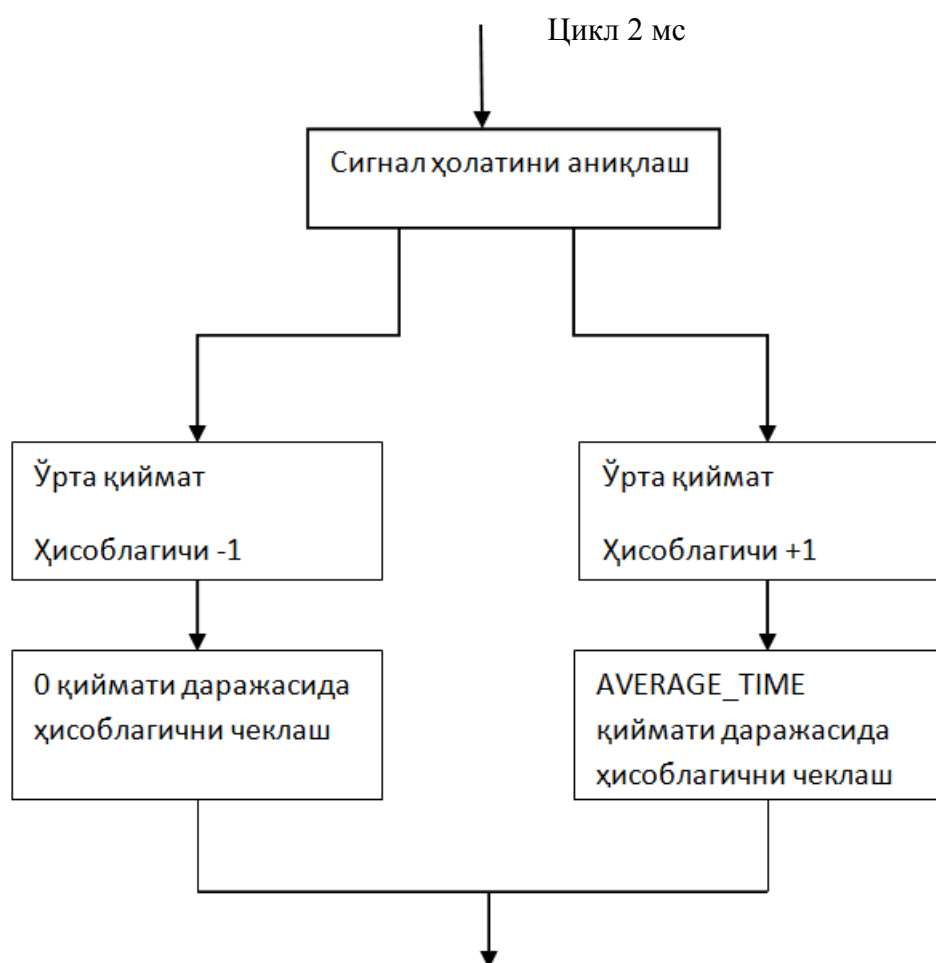 Цикл 2 мс
Сигнал ҳолатини аниқлаш
Ўрта қиймат
Ҳисоблагичи -1
Ўрта қиймат
Ҳисоблагичи +1
0 қиймати даражасида
ҳисоблагични чеклаш
AVERAGE_TIME
қиймати даражасида
ҳисоблагични чеклаш